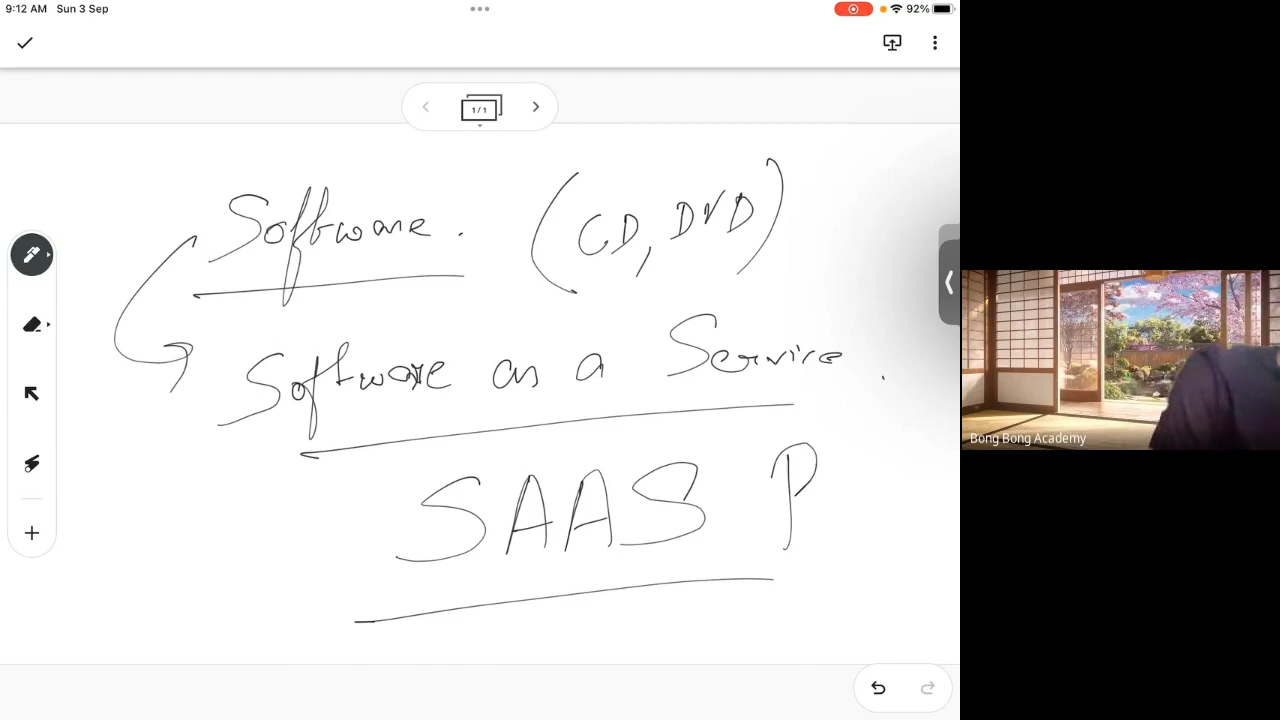 9:12 AM Sun 3 Sep
92%
1/1
Software. (CD, DVD)
Software as a Service.
SAAS P
Bong Bong Academy